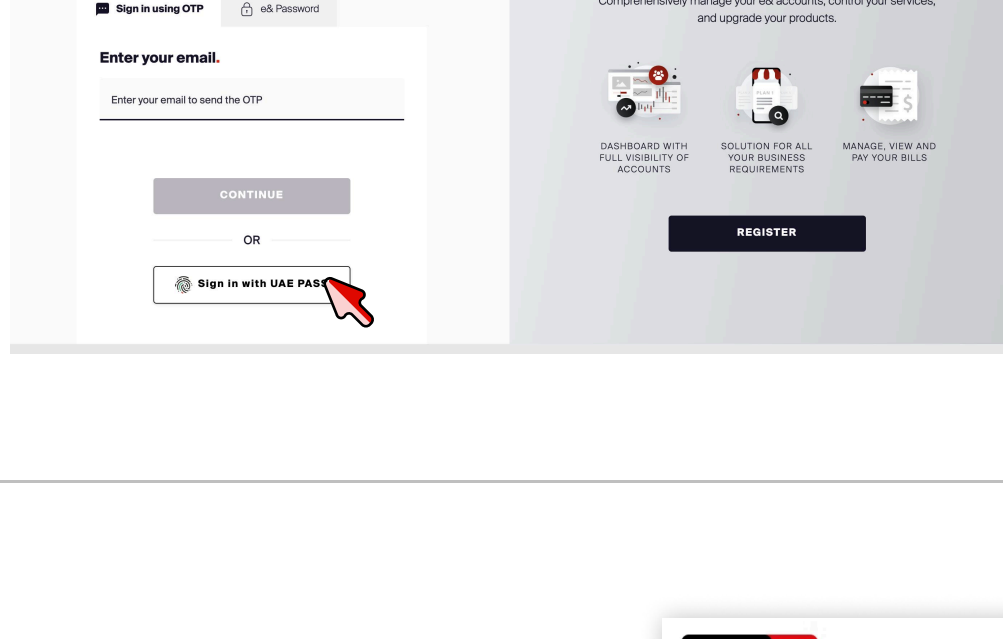 Sign in using OTP
e& Password
Enter your email.
Enter your email to send the OTP
CONTINUE
OR
Sign in with UAE PASS
Comprehensively manage your e& accounts, control your services,
and upgrade your products.
PLAN 1
DASHBOARD WITH
FULL VISIBILITY OF
ACCOUNTS
SOLUTION FOR ALL
YOUR BUSINESS
REQUIREMENTS
MANAGE, VIEW AND
PAY YOUR BILLS
REGISTER